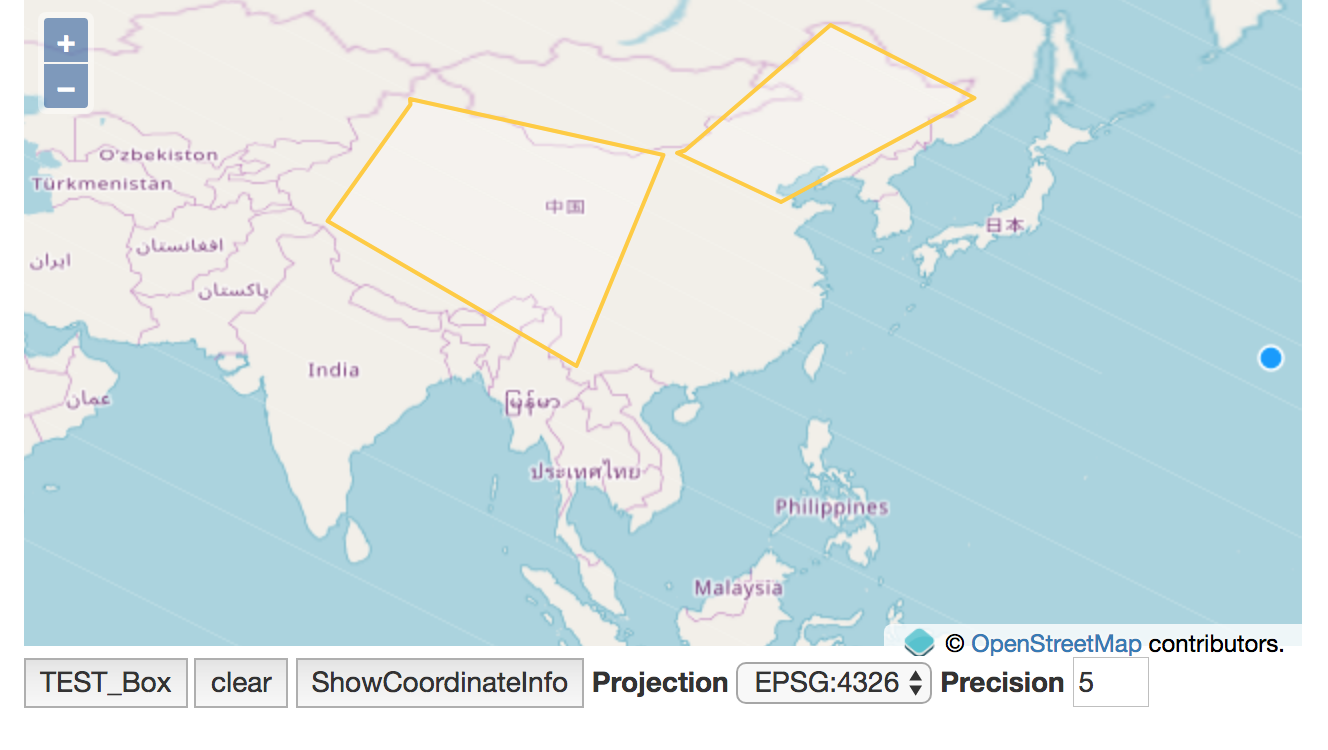 +
−
O'zbekiston
Türkmenistan
中国
日本
افغانستان
ایران
پاکستان
India
عمان
မြန်မာ
ประเทศไทย
Philippines
Malaysia
© OpenStreetMap contributors.
TEST_Box clear ShowCoordinateInfo Projection EPSG:4326 Precision 5